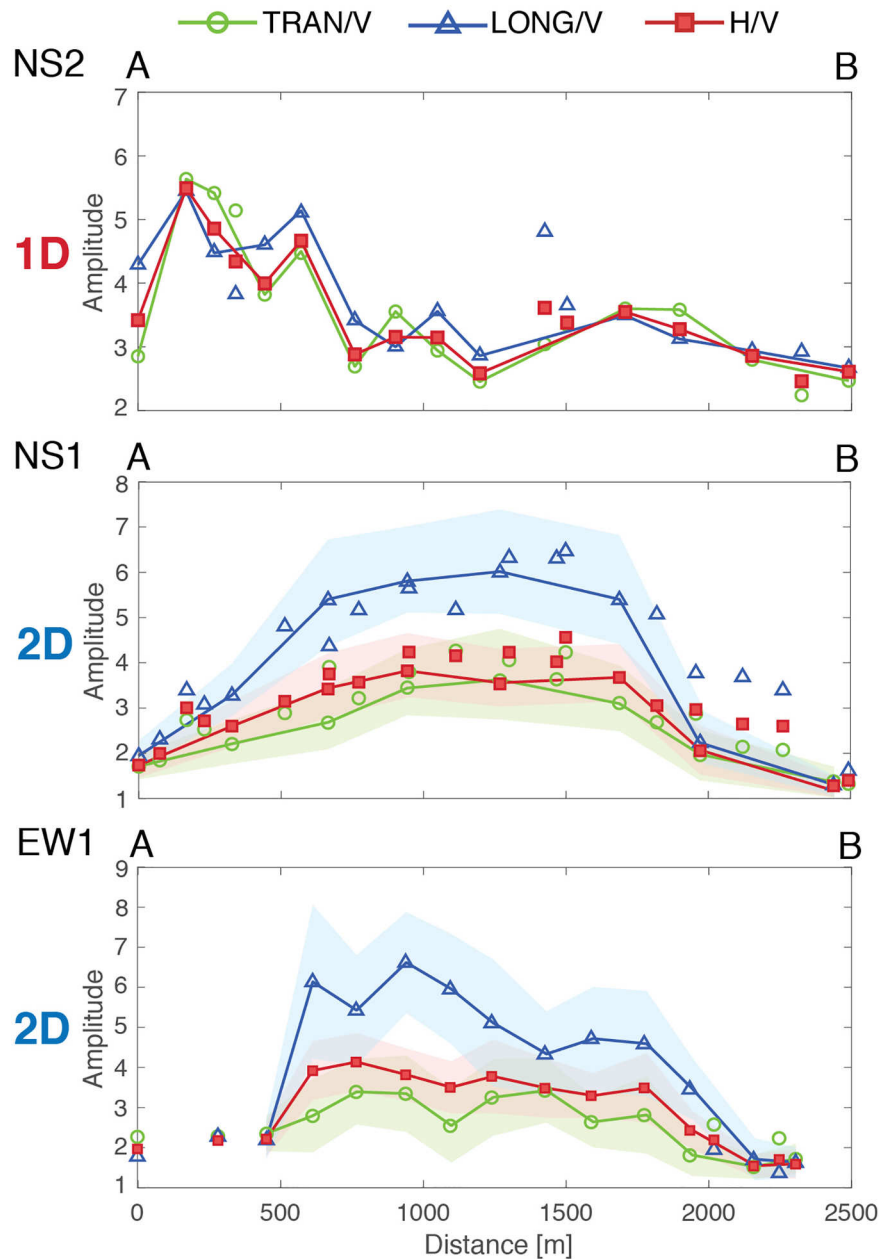 TRAN/V LONG/V H/V
NS2 A B
1D
Amplitude
7
6
5
4
3
2
NS1 A B
2D
Amplitude
8
7
6
5
4
3
2
1
EW1 A B
2D
Amplitude
9
8
7
6
5
4
3
2
1
0 500 1000 1500 2000 2500
Distance [m]